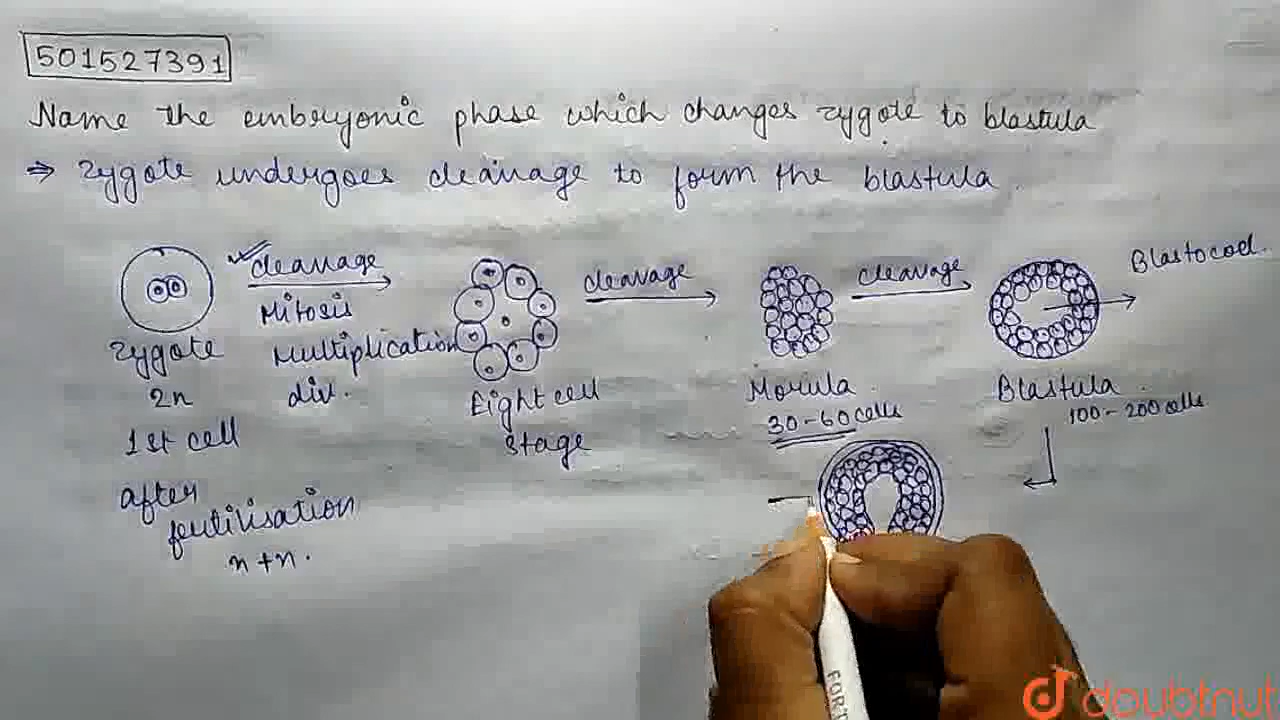 501527391
Name the embryonic phase which changes zygote to blastula
⇒ Zygote undergoes cleavage to form the blastula.
cleavage
Mitosis
Multiplication
div.
cleavage
cleavage
Blastocoel
Zygote
2n
1st cell
after
fertilisation
n+n.
Eight cell
stage
Morula
30-60 cells
Blastula
100-200 cells
FORT
doubtnut